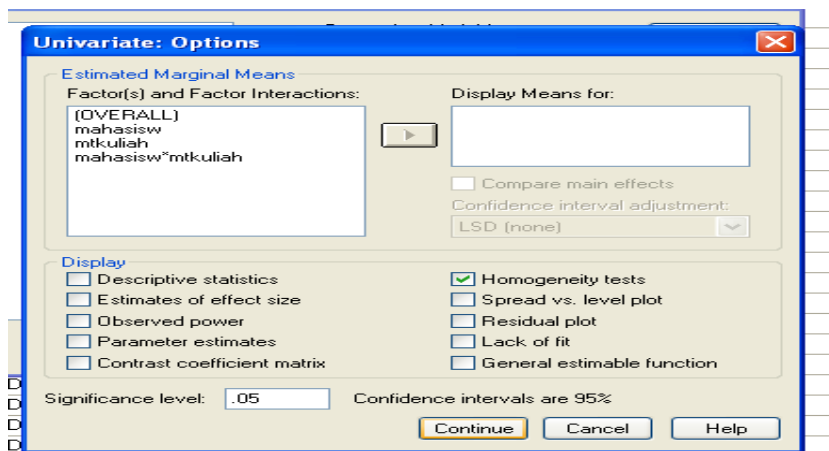 Univariate: Options
Estimated Marginal Means
Factor(s) and Factor Interactions:
(OVERALL)
mahasisw
mtkuliah
mahasisw*mtkuliah
Display Means for:
Compare main effects
Confidence interval adjustment:
LSD (none)
Display
Descriptive statistics
Estimates of effect size
Observed power
Parameter estimates
Contrast coefficient matrix
Homogeneity tests
Spread vs. level plot
Residual plot
Lack of fit
General estimable function
Significance level: .05 Confidence intervals are 95%
Continue Cancel Help
D
D
D
D